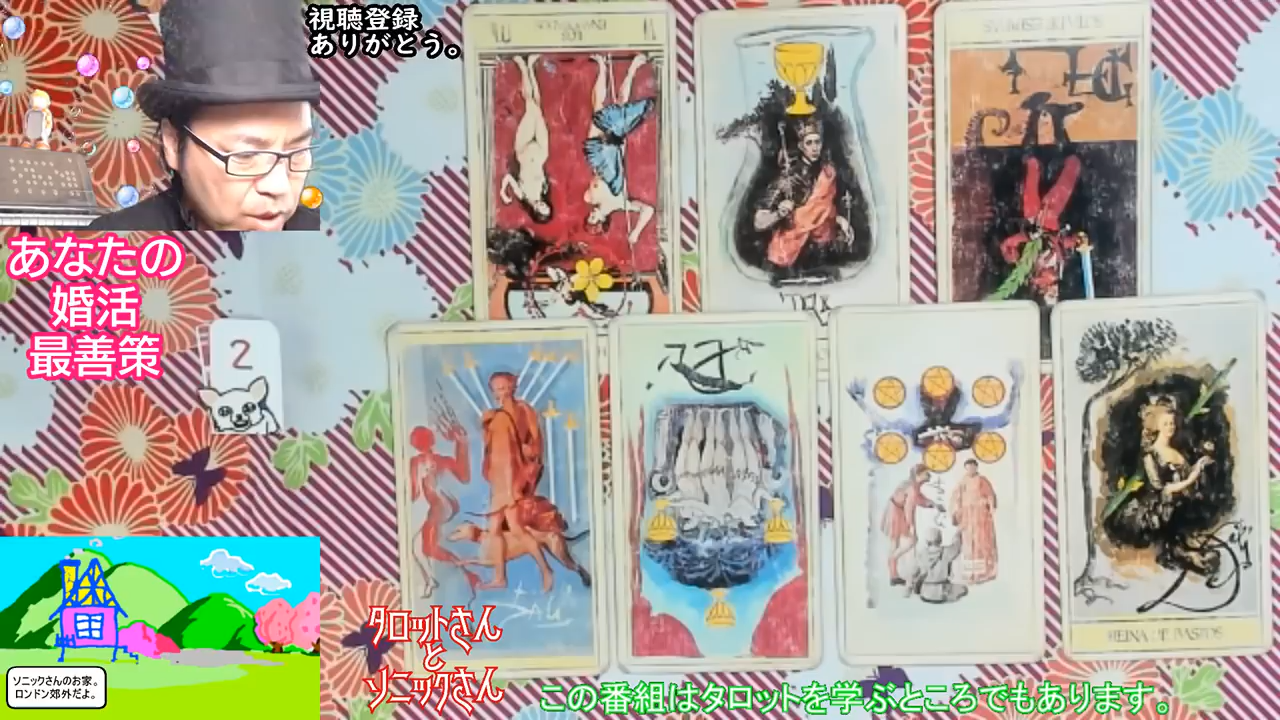 視聴登録
ありがとう。
あなたの
婚活
最善策
2
REINA DE BASTOS
ソニックさんのお家。
ロンドン郊外だよ。
タロットさん
と
ソニックさん
この番組はタロットを学ぶところでもあります。